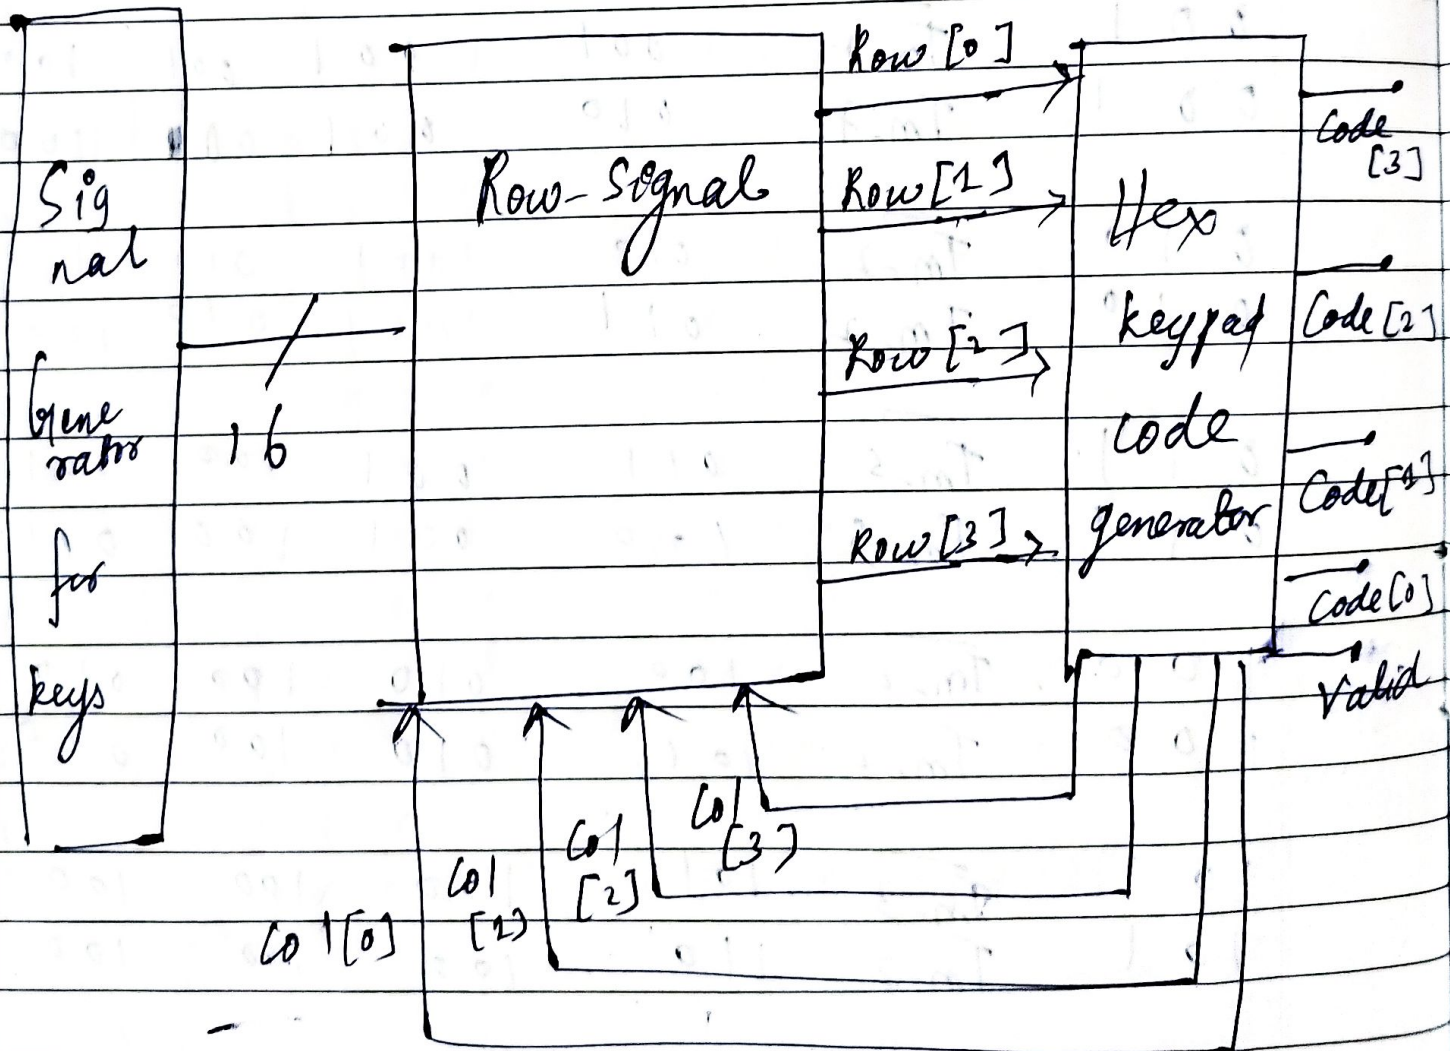 Sig
nal
Gene
rator
for
keys
16
Row-Signal
Row [0]
Row [1]
Row [2]
Row [3]
Hex
keypad
code
generator
Code
[3]
Code [2]
Code[1]
Code[0]
Valid
Col[0]
Col
[1]
Col
[2]
Col
[3]